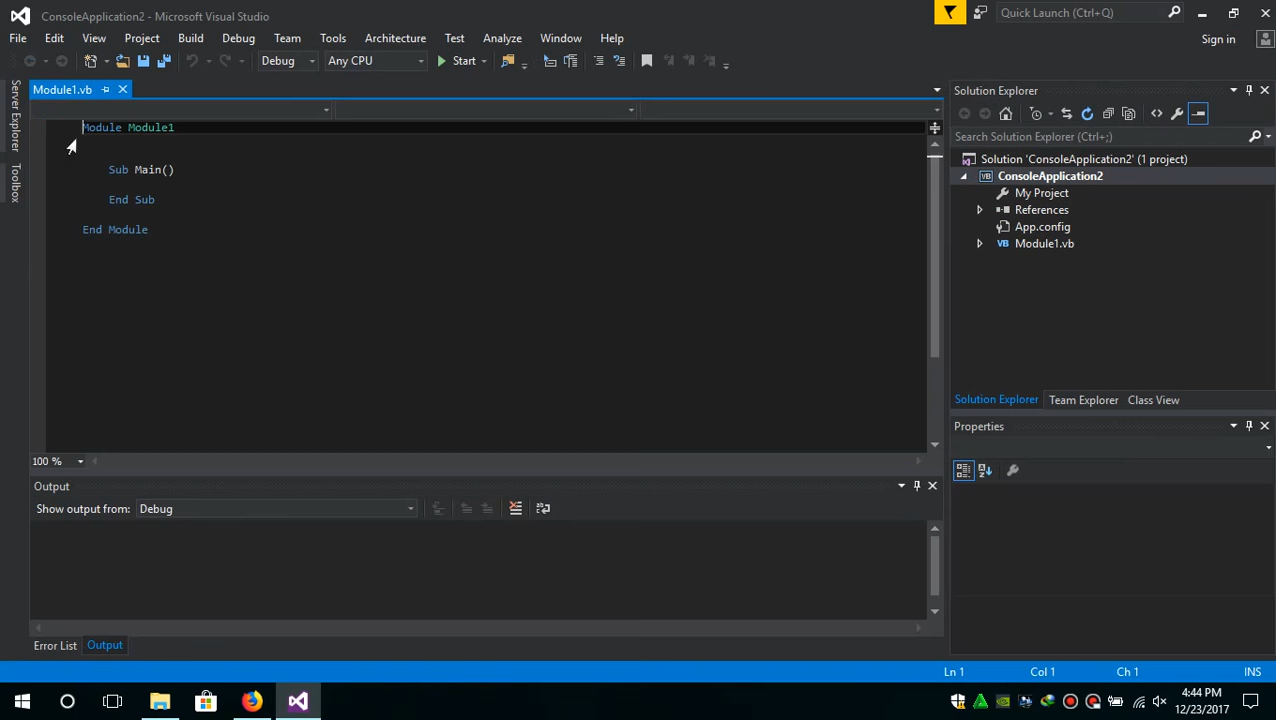 ConsoleApplication2 - Microsoft Visual Studio
Quick Launch (Ctrl+Q)
File Edit View Project Build Debug Team Tools Architecture Test Analyze Window Help
Sign in
Debug Any CPU Start
Server Explorer
Toolbox
Module1.vb
Module Module1
Sub Main()
End Sub
End Module
100 %
Solution Explorer
Search Solution Explorer (Ctrl+;)
Solution 'ConsoleApplication2' (1 project)
VB ConsoleApplication2
My Project
References
App.config
VB Module1.vb
Solution Explorer Team Explorer Class View
Properties
Output
Show output from: Debug
Error List Output
Ln 1 Col 1 Ch 1 INS
4:44 PM
12/23/2017